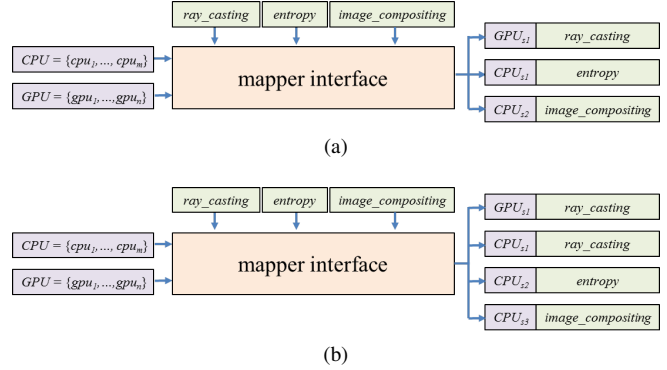 ray_casting entropy image_compositing
CPU = {cpu₁,..., cpuₘ}
GPU = {gpu₁,...,gpuₙ}
mapper interface
GPUₛ₁ ray_casting
CPUₛ₁ entropy
CPUₛ₂ image_compositing
(a)
ray_casting entropy image_compositing
CPU = {cpu₁,..., cpuₘ}
GPU = {gpu₁,...,gpuₙ}
mapper interface
GPUₛ₁ ray_casting
CPUₛ₁ ray_casting
CPUₛ₂ entropy
CPUₛ₃ image_compositing
(b)